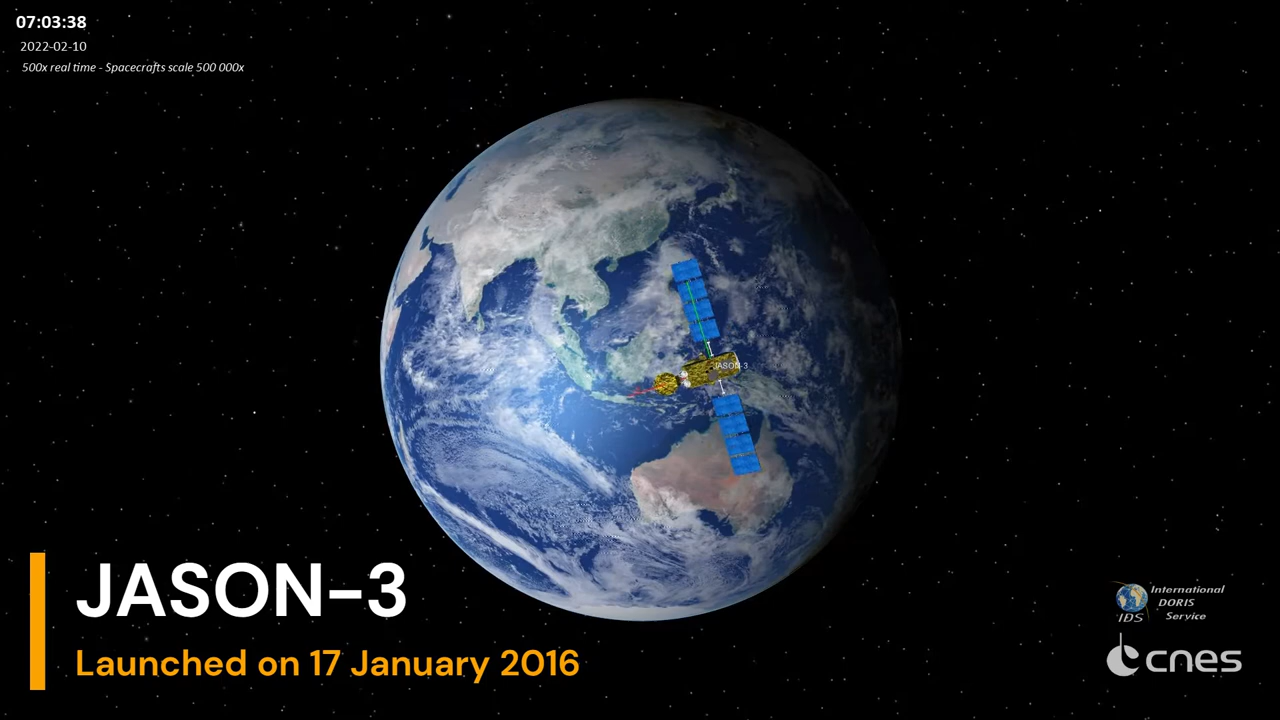 07:03:38
2022-02-10
500x real time - Spacecrafts scale 500 000x
JASON-3
JASON-3
Launched on 17 January 2016
International
DORIS
IDS Service
cnes